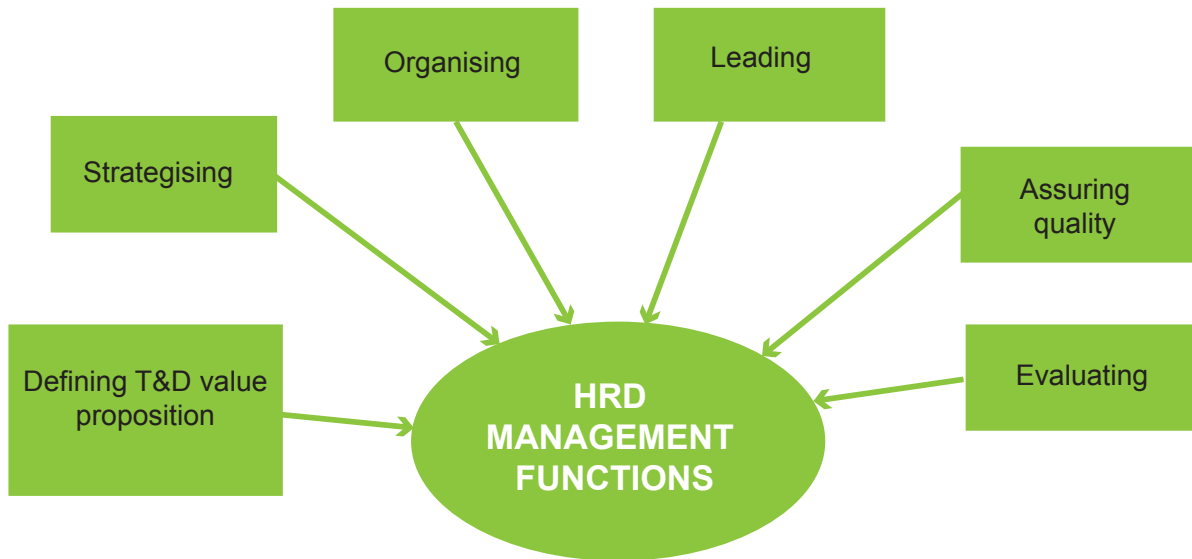 Organising
Leading
Strategising
Assuring
quality
Defining T&D value
proposition
Evaluating
HRD
MANAGEMENT
FUNCTIONS